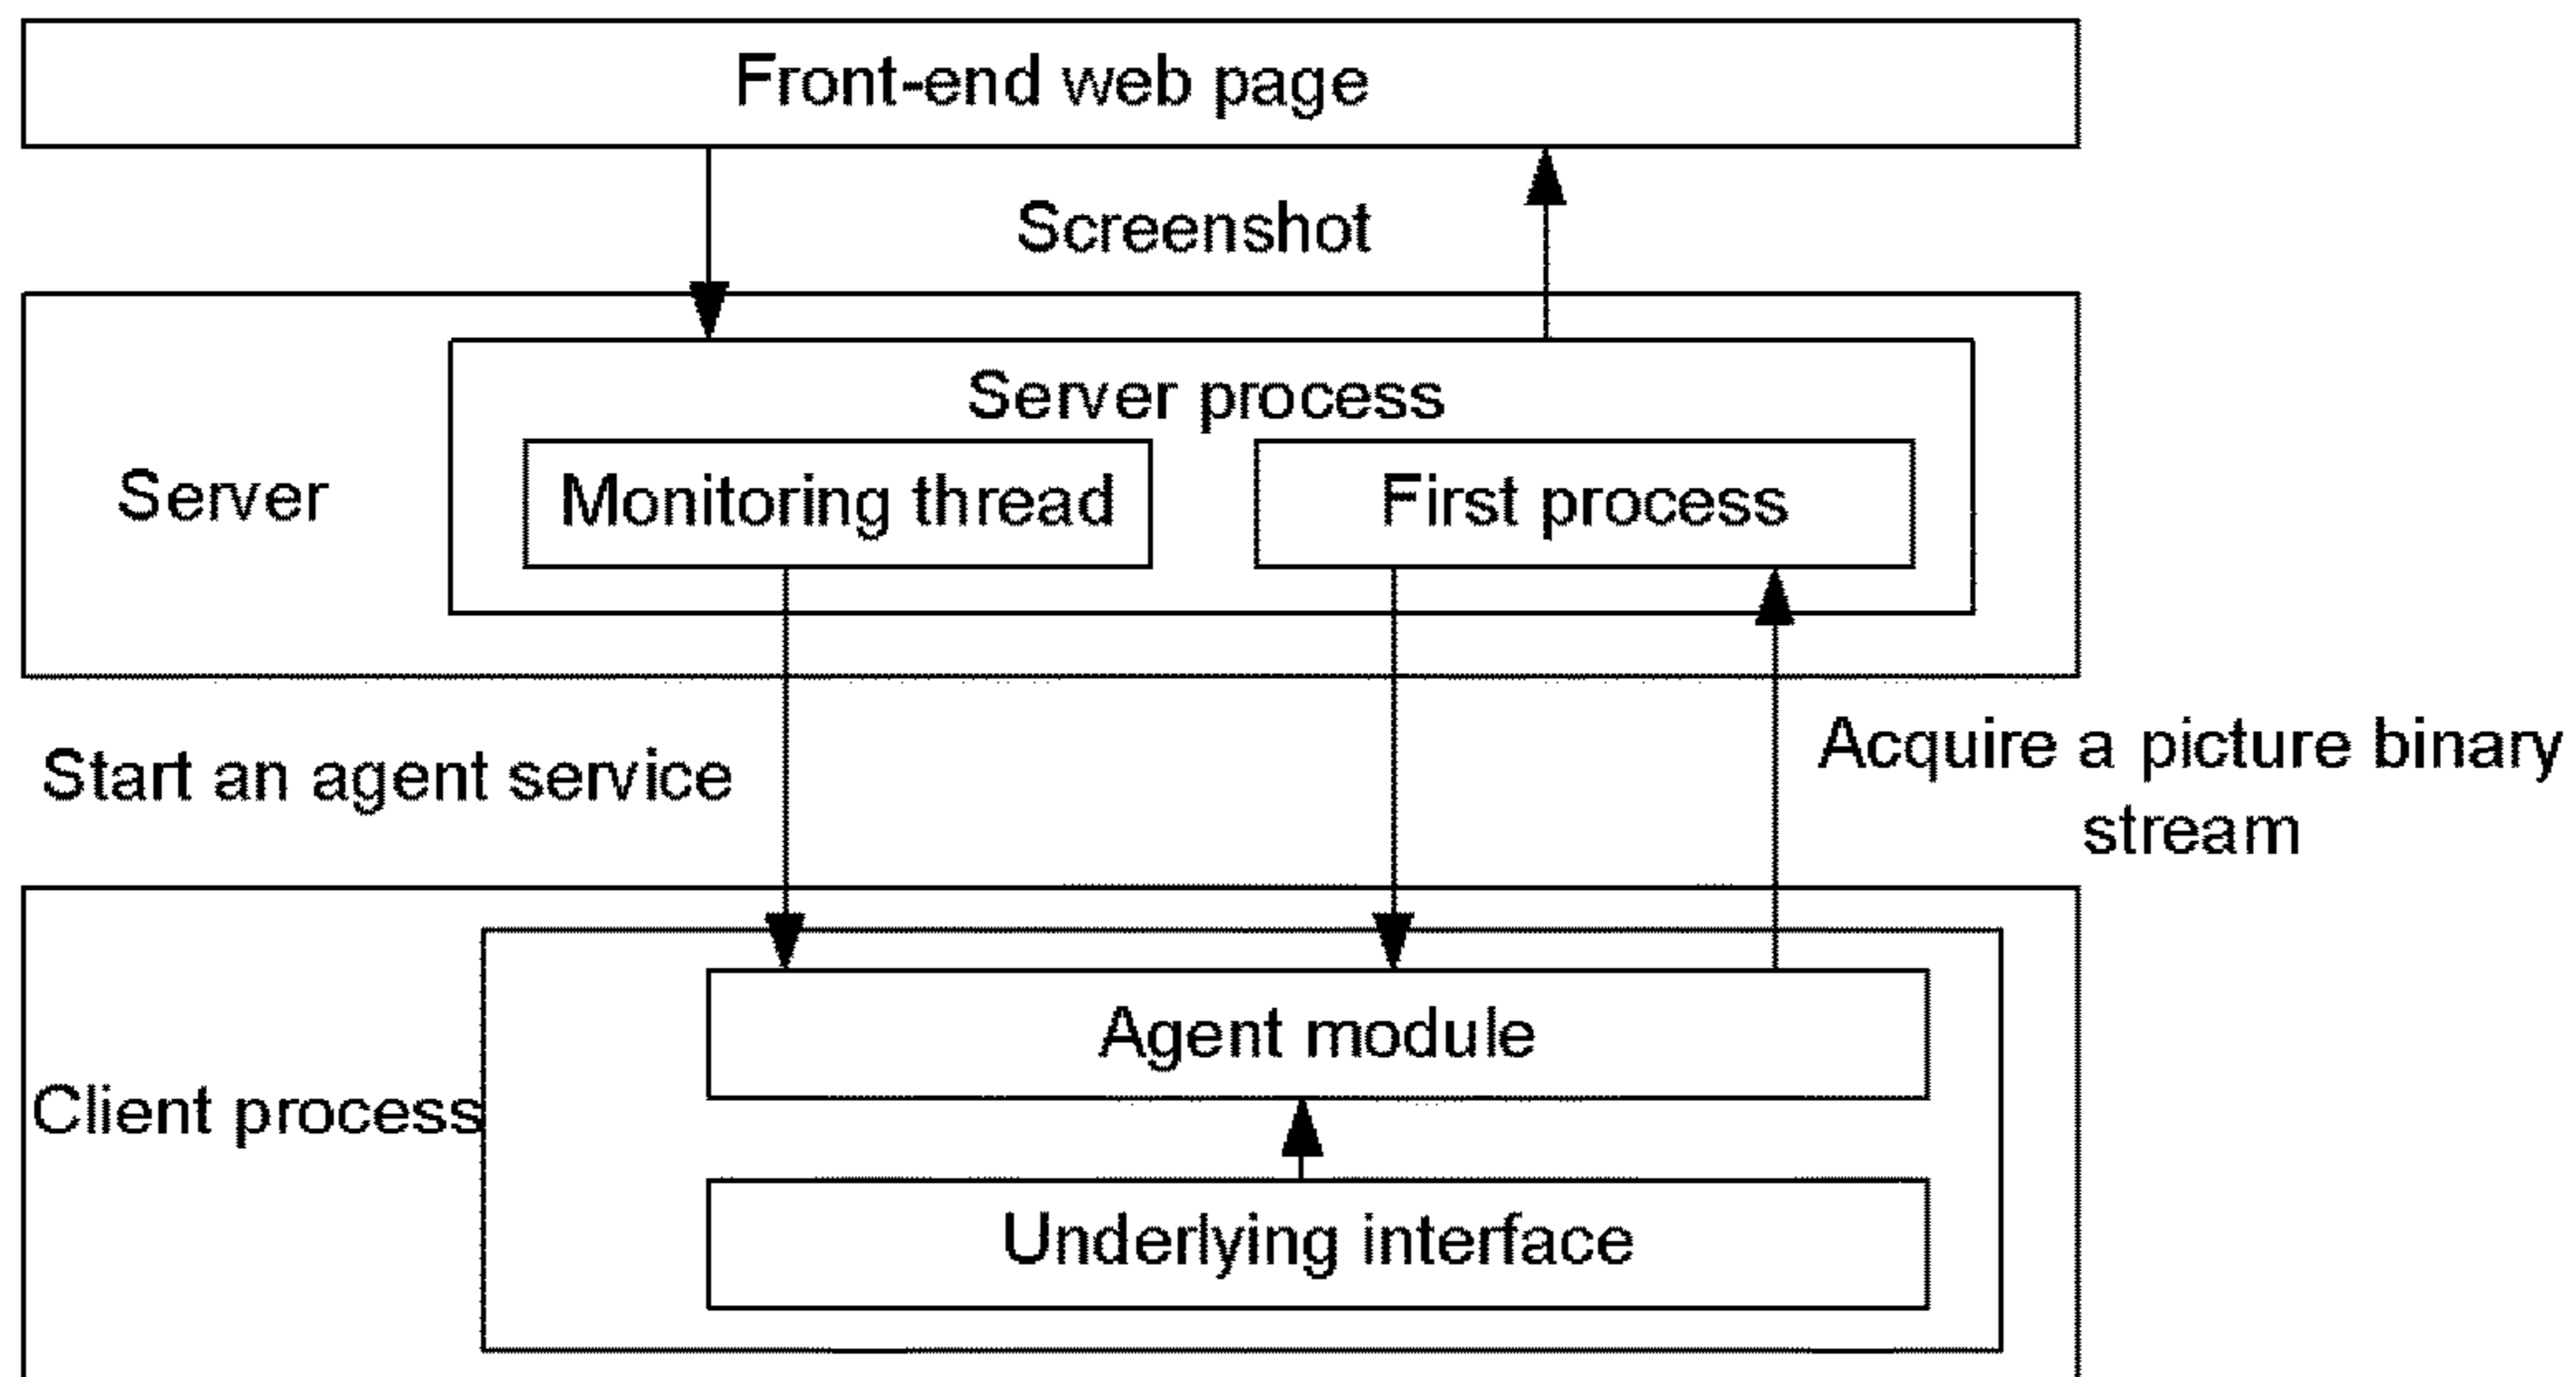 Front-end web page
Screenshot
Server process
Server
Monitoring thread
First process
Start an agent service
Acquire a picture binary
stream
Agent module
Client process
Underlying interface